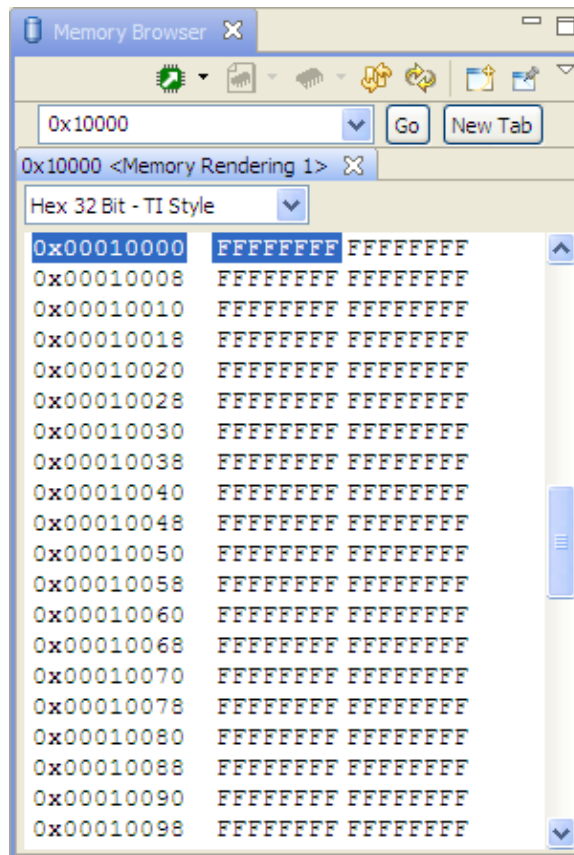 Memory Browser
0x10000 Go New Tab
0x10000 <Memory Rendering 1>
Hex 32 Bit - TI Style
0x00010000 FFFFFFFF FFFFFFFF
0x00010008 FFFFFFFF FFFFFFFF
0x00010010 FFFFFFFF FFFFFFFF
0x00010018 FFFFFFFF FFFFFFFF
0x00010020 FFFFFFFF FFFFFFFF
0x00010028 FFFFFFFF FFFFFFFF
0x00010030 FFFFFFFF FFFFFFFF
0x00010038 FFFFFFFF FFFFFFFF
0x00010040 FFFFFFFF FFFFFFFF
0x00010048 FFFFFFFF FFFFFFFF
0x00010050 FFFFFFFF FFFFFFFF
0x00010058 FFFFFFFF FFFFFFFF
0x00010060 FFFFFFFF FFFFFFFF
0x00010068 FFFFFFFF FFFFFFFF
0x00010070 FFFFFFFF FFFFFFFF
0x00010078 FFFFFFFF FFFFFFFF
0x00010080 FFFFFFFF FFFFFFFF
0x00010088 FFFFFFFF FFFFFFFF
0x00010090 FFFFFFFF FFFFFFFF
0x00010098 FFFFFFFF FFFFFFFF